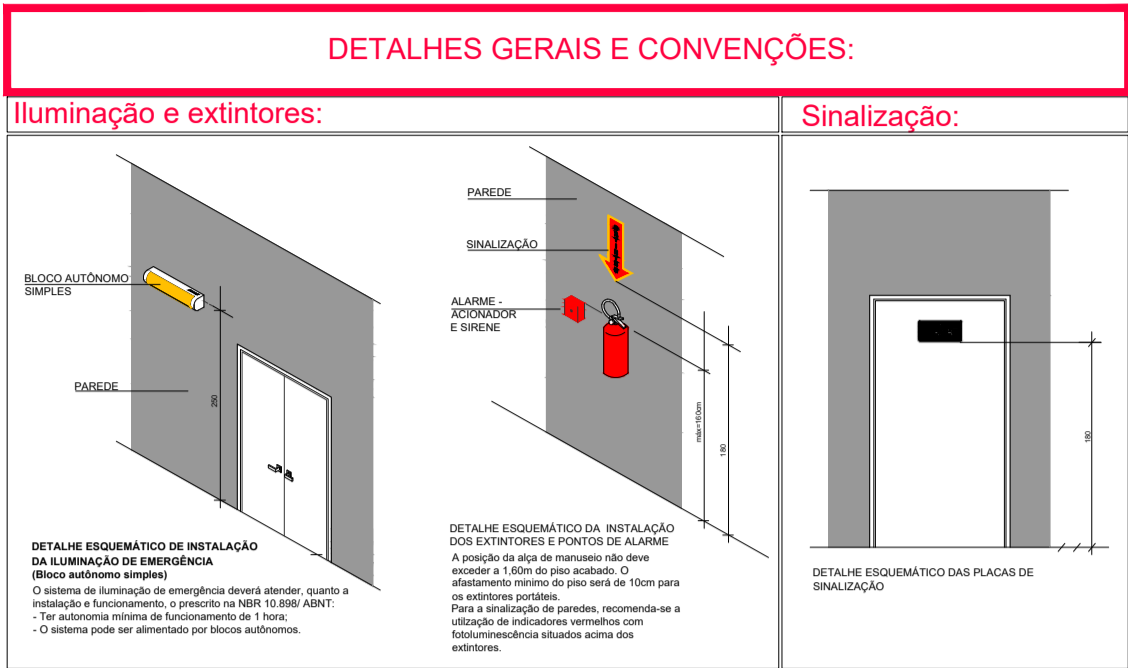 DETALHES GERAIS E CONVENÇÕES:
Iluminação e extintores:
Sinalização:
BLOCO AUTÔNOMO
SIMPLES
PAREDE
250
DETALHE ESQUEMÁTICO DE INSTALAÇÃO
DA ILUMINAÇÃO DE EMERGÊNCIA
(Bloco autônomo simples)
O sistema de iluminação de emergência deverá atender, quanto a
instalação e funcionamento, o prescrito na NBR 10.898/ ABNT:
- Ter autonomia mínima de funcionamento de 1 hora;
- O sistema pode ser alimentado por blocos autônomos.
PAREDE
SINALIZAÇÃO
ALARME -
ACIONADOR
E SIRENE
máx=160cm
180
DETALHE ESQUEMÁTICO DA INSTALAÇÃO
DOS EXTINTORES E PONTOS DE ALARME
A posição da alça de manuseio não deve
exceder a 1,60m do piso acabado. O
afastamento mínimo do piso será de 10cm para
os extintores portáteis.
Para a sinalização de paredes, recomenda-se a
utilzação de indicadores vermelhos com
fotoluminescência situados acima dos
extintores.
180
DETALHE ESQUEMÁTICO DAS PLACAS DE
SINALIZAÇÃO